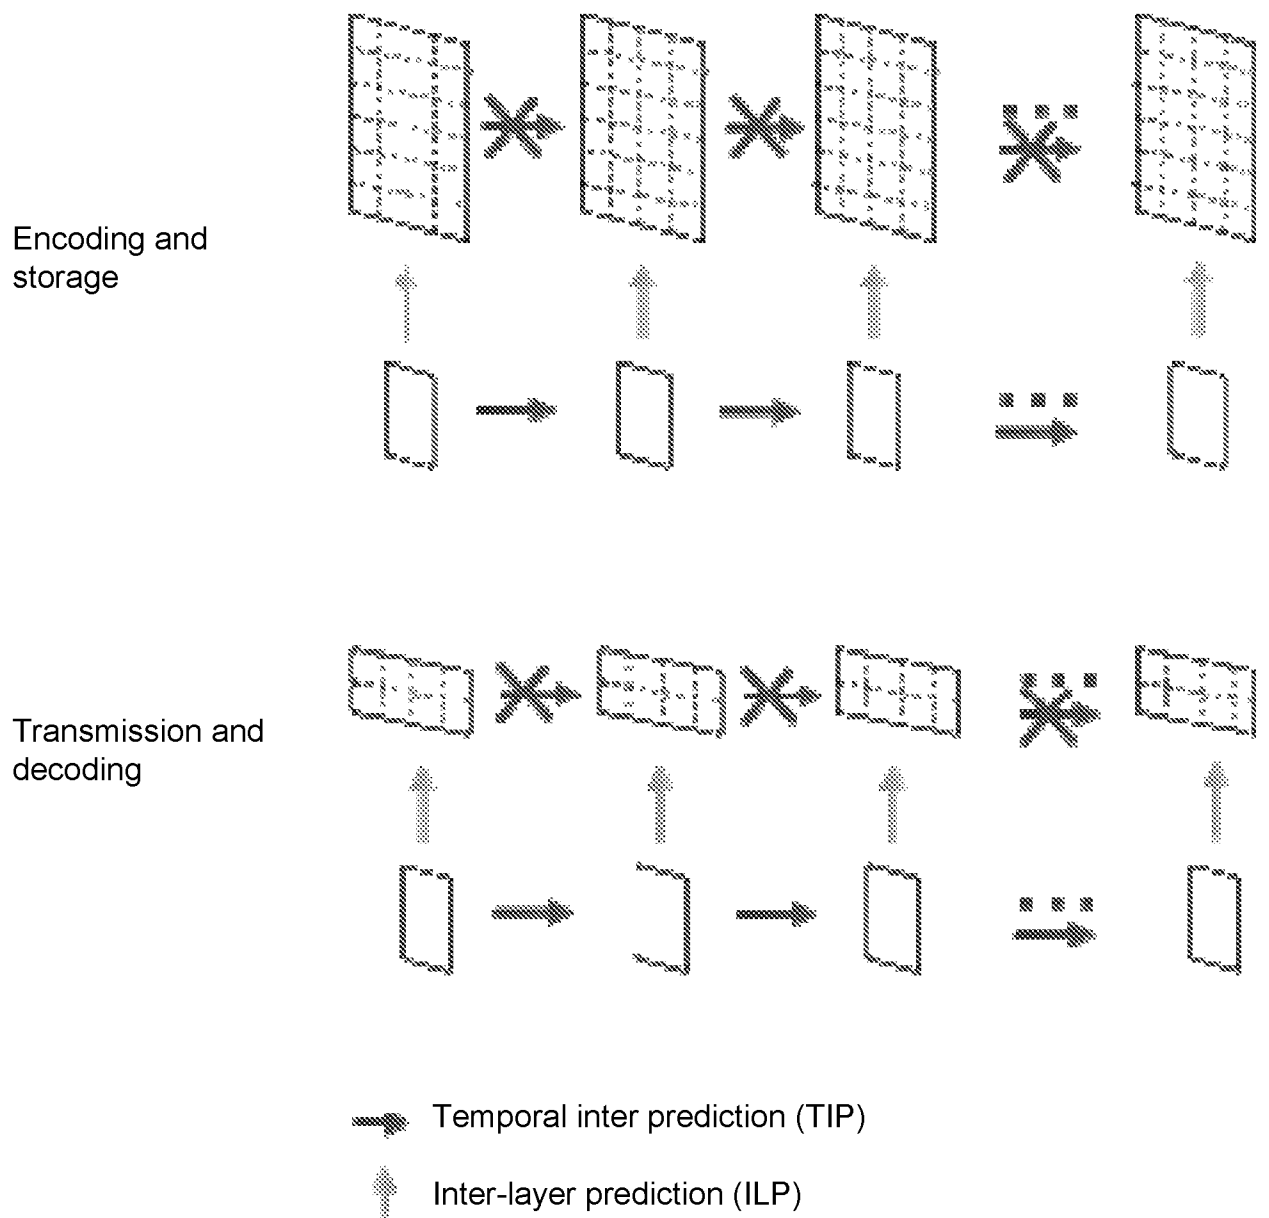 Encoding and
storage
Transmission and
decoding
Temporal inter prediction (TIP)
Inter-layer prediction (ILP)